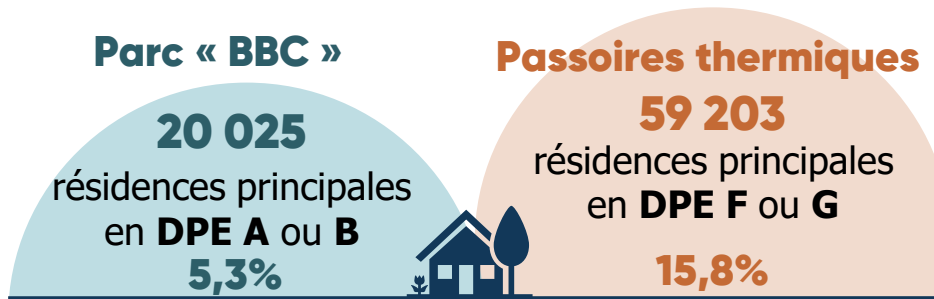 Parc « BBC »
20 025
résidences principales
en DPE A ou B
5,3%
Passoires thermiques
59 203
résidences principales
en DPE F ou G
15,8%